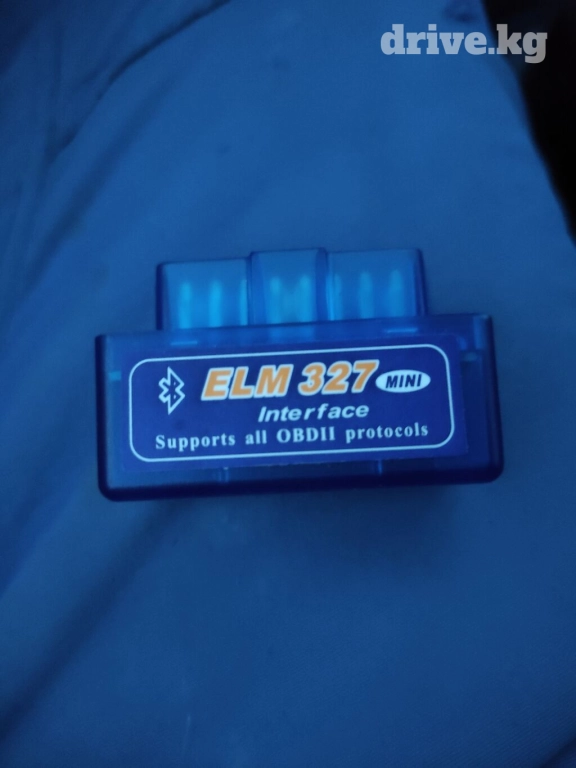 drive.kg
ELM 327 MINI
Interface
Supports all OBDII protocols